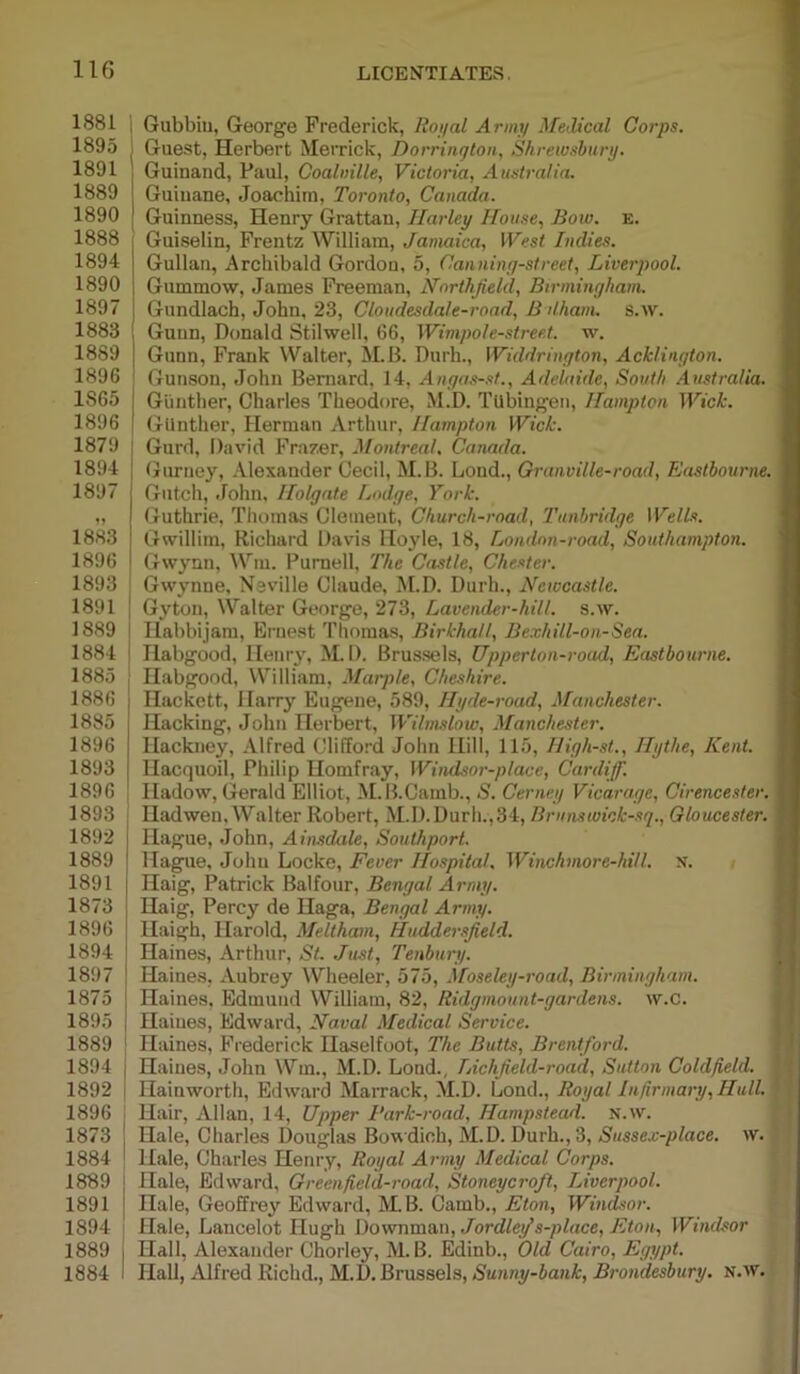 116 LICENTIATES.
1881 Gubbin, George Frederick, Royal Army Medical Corps.
1895 Guest, Herbert Merrick, Dorrington, Shrewsbury.
1891 Guinand, Paul, Coalville, Victoria, Australia.
1889 Guinane, Joachim, Toronto, Canada.
1890 Guinness, Henry Grattan, Harley House, Bow. E.
1888 Guiselin, Frentz William, Jamaica, West Indies.
1894 Gullan, Archibald Gordon, 5, Canning-street, Liverpool.
1890 Gummow, James Freeman, Northfield, Birmingham.
1897 Gundlach, John, 23, Cloudesdale-road, Balham. S.W.
1883 Gunn, Donald Stilwell, 66, Wimpole-street. W.
1889 Gunn, Frank Walter, M.B. Durh., Widdrington, Acklington.
1896 Gunson, John Bernard, 14, Angas-st., Adelaide, South Australia.
1865 Günther, Charles Theodore, M.D. Tübingen, Hampton Wick.
1896 Günther, Herman Arthur, Hampton Wick.
1879 Gurd, David Frazer, Montreal, Canada.
1894 Gurney, Alexander Cecil, M.B. Lond., Granville-road, Eastbourne.
1897 Gutch, John, Holgate Lodge, York.
„ Guthrie, Thomas Clement, Church-road, Tunbridge Wells.
1883 Gwillim, Richard Davis Hoyle, 18, London-road, Southampton.
1896 Gwynn, Wm. Purnell, The Castle, Chester.
1893 Gwynne, Neville Claude, M.D. Durh., Newcastle.
1891 Gyton, Walter George, 273, Lavender-hill. S.W.
1889 Habbijam, Ernest Thomas, Birkhall, Bexhill-on-Sea.
1884 Habgood, Henry, M.D. Brussels, Upperton-road, Eastbourne.
1885 Habgood, William, Marple, Cheshire.
1886 Hackett, Harry Eugene, 589, Hyde-road, Manchester.
1885 Hacking, John Herbert, Wilmslow, Manchester.
1896 Hackney, Alfred Clifford John Hill, 115, High-st., Hythe, Kent.
1893 Hacquoil, Philip Homfray, Windsor-place, Cardiff.
1896 Hadow, Gerald Elliot, M.B.Camb., S. Cerney Vicarage, Cirencester.
1893 Hadwen, Walter Robert, M.D.Durh.,34, Brunswick-sq., Gloucester.
1892 Hague, John, Ainsdale, Southport.
1889 Hague, John Locke, Fever Hospital, Winchmore-hill. N.
1891 Haig, Patrick Balfour, Bengal Army.
1873 Haig, Percy de Haga, Bengal Army.
1896 Haigh, Harold, Meltham, Huddersfield.
1894 Haines, Arthur, St. Just, Tenbury.
1897 Haines, Aubrey Wheeler, 575, Moseley-road, Birmingham.
1875 Haines, Edmund William, 82, Ridgmount-gardens. W.C.
1895 Haines, Edward, Naval Medical Service.
1889 Haines, Frederick Haselfoot, The Butts, Brentford.
1894 Haines, John Wm., M.D. Lond., Lichfield-road, Sutton Coldfield.
1892 Hainworth, Edward Marrack, M.D. Lond., Royal Infirmary, Hull.
1896 Hair, Allan, 14, Upper Park-road, Hampstead. N.W.
1873 Hale, Charles Douglas Bowdich, M.D. Durh., 3, Sussex-place. W.
1884 Hale, Charles Henry, Royal Army Medical Corps.
1889 Hale, Edward, Greenfield-road, Stoneycroft, Liverpool.
1891 Hale, Geoffrey Edward, M.B. Camb., Eton, Windsor.
1894 Hale, Lancelot Hugh Downman, Jordley's-place, Eton, Windsor
1889 Hall, Alexander Chorley, M.B. Edinb., Old Cairo, Egypt.
1884 Hall, Alfred Richd., M.D. Brussels, Sunny-bank, Brondesbury. N.W.